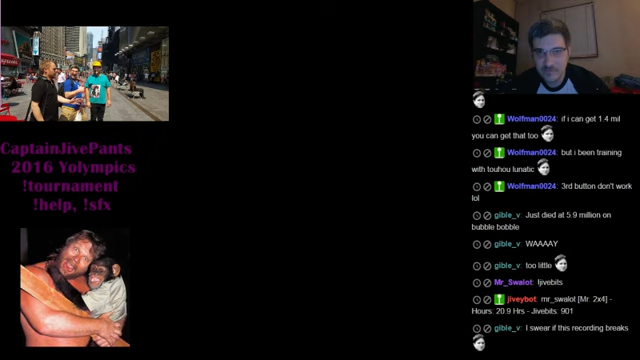 CaptainJivePants
2016 Yolympics
!tournament
!help, !sfx
Wolfman0024: if i can get 1.4 mil
you can get that too
Wolfman0024: but i been training
with touhou lunatic
Wolfman0024: 3rd button don't work
lol
gible_v: Just died at 5.9 million on
bubble bobble
gible_v: WAAAAY
gible_v: too little
Mr_Swalot: !jivebits
jiveybot: mr_swalot [Mr. 2x4] -
Hours: 20.9 Hrs - Jivebits: 901
gible_v: I swear if this recording breaks